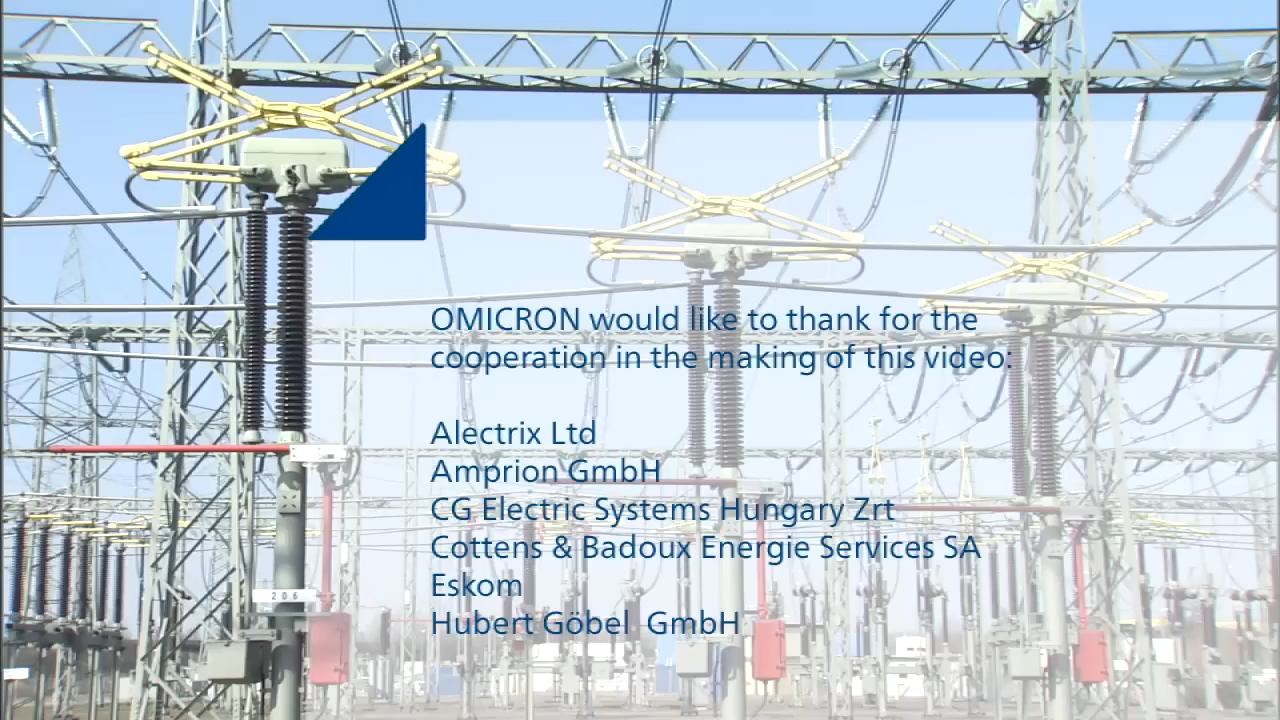 OMICRON would like to thank for the
cooperation in the making of this video:
Alectrix Ltd
Amprion GmbH
CG Electric Systems Hungary Zrt
Cottens & Badoux Energie Services SA
Eskom
Hubert Göbel  GmbH
206